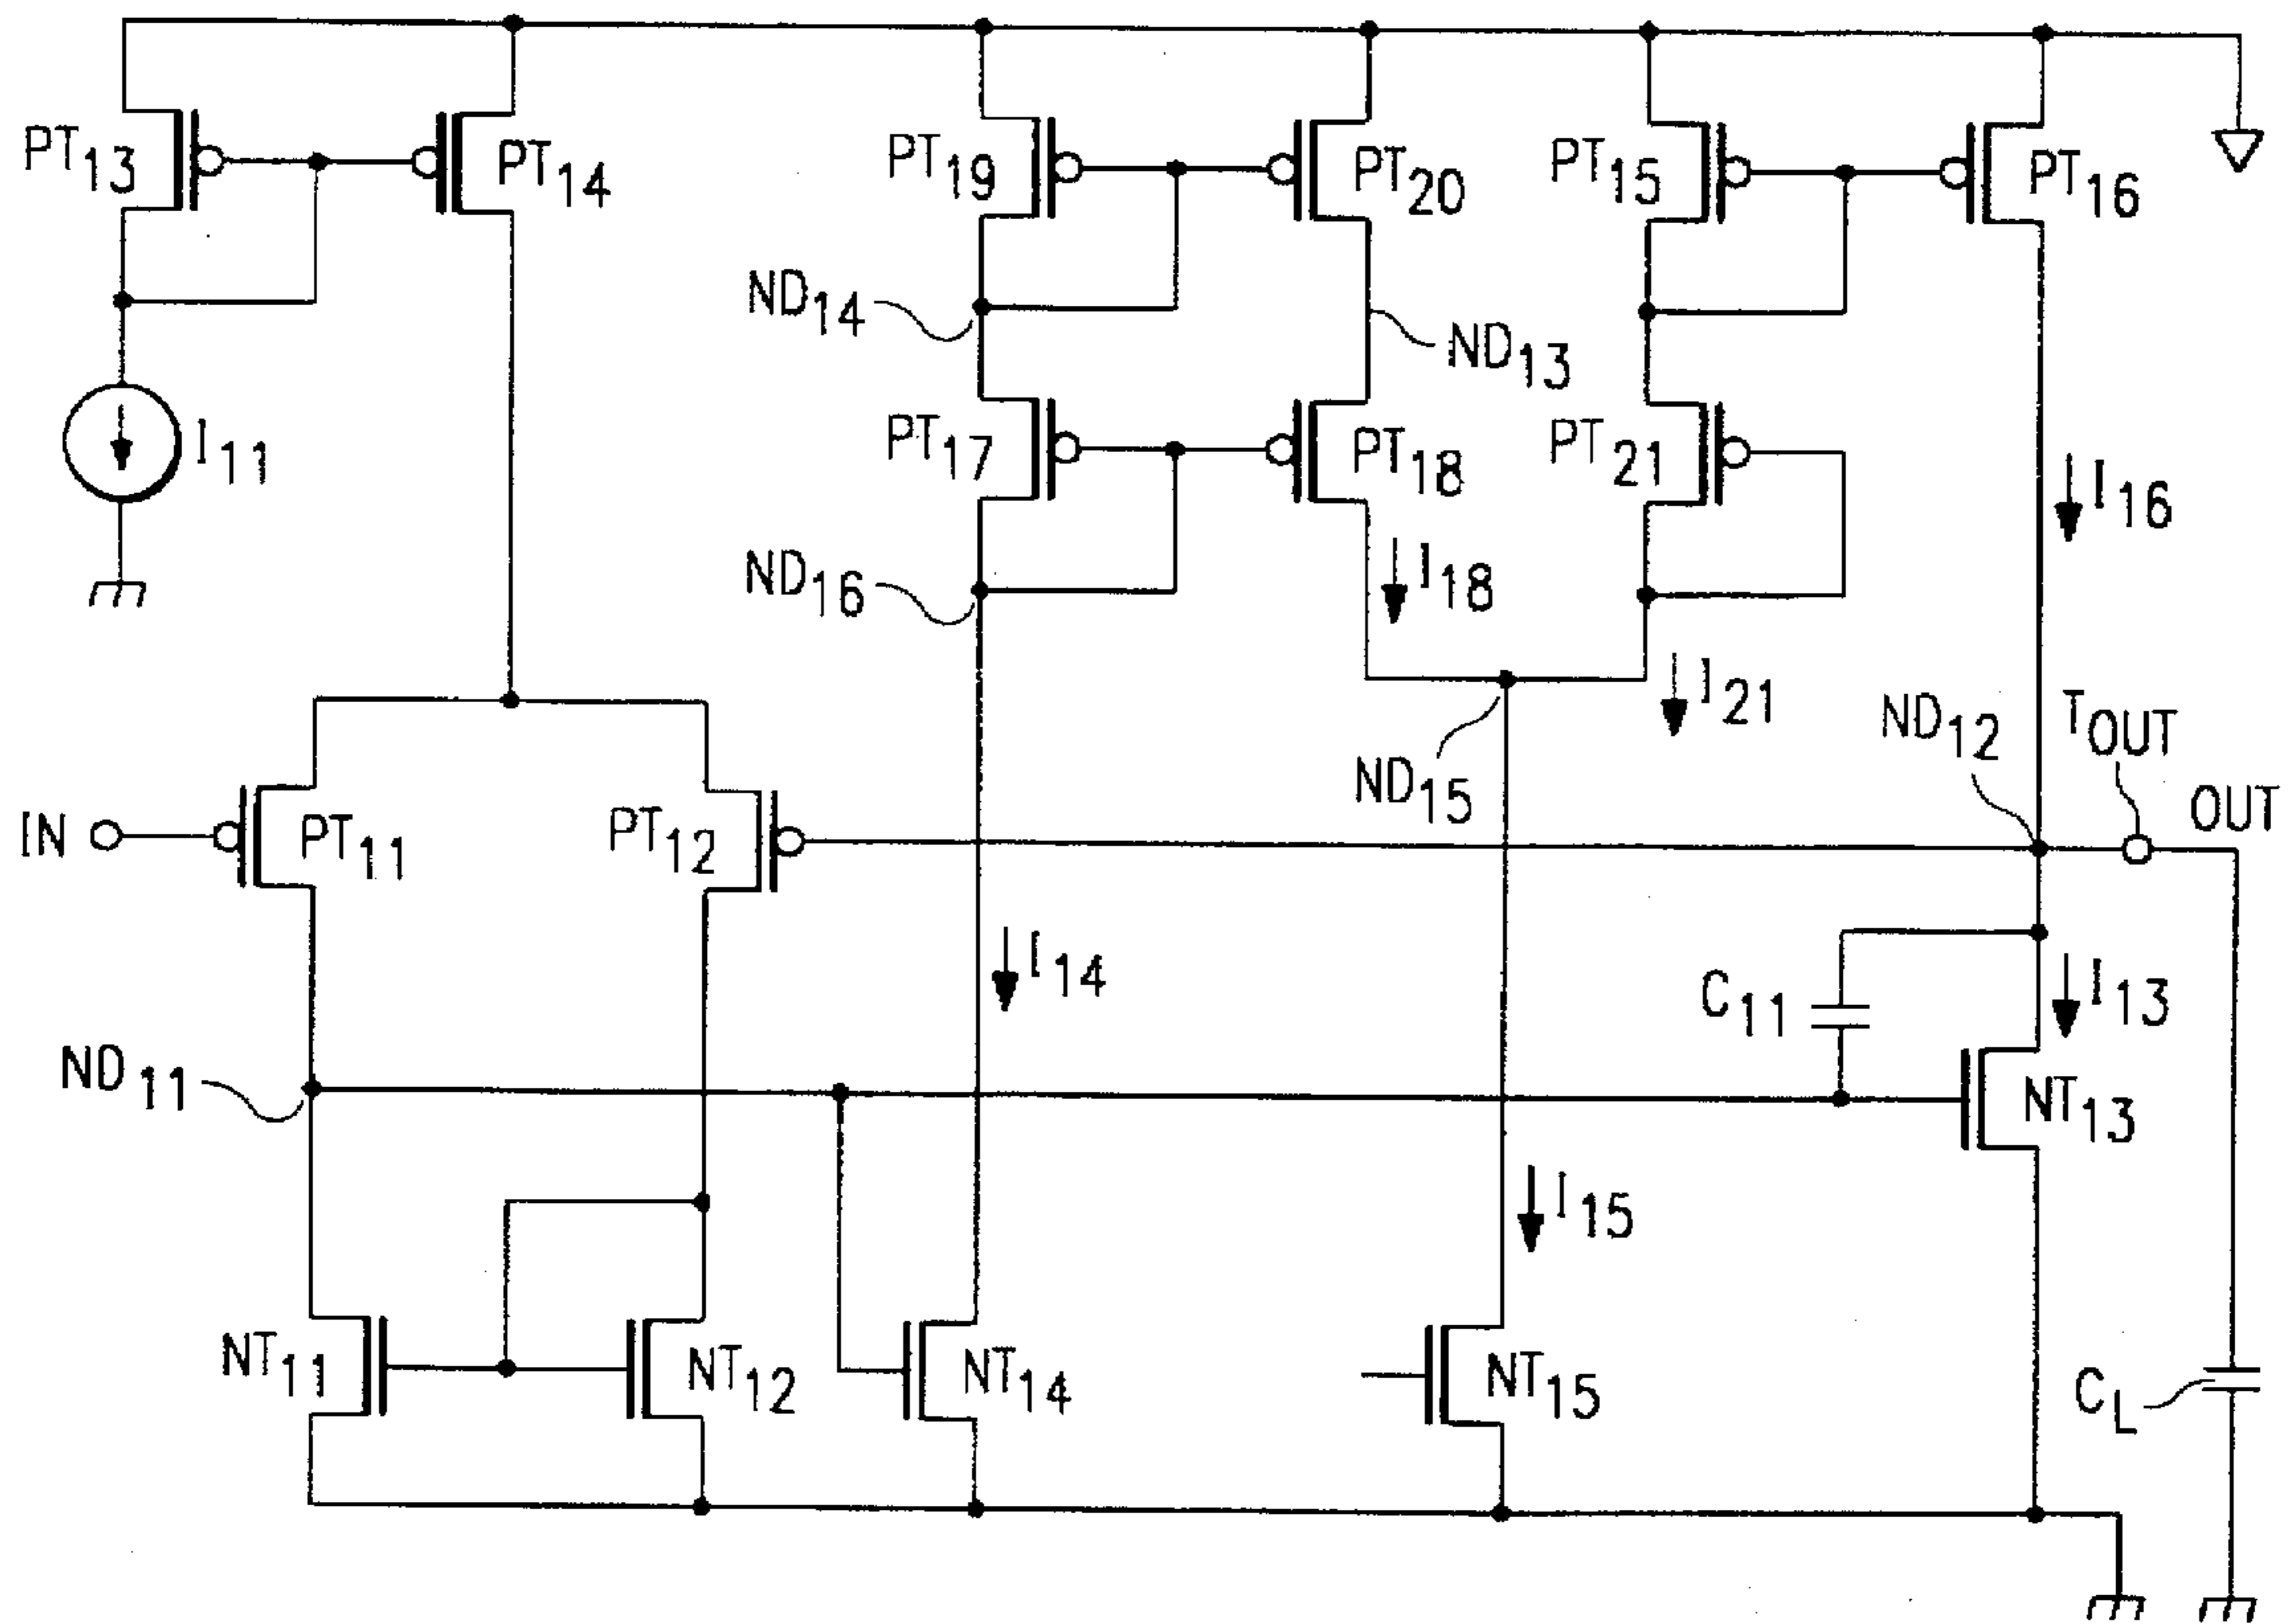 PT13
PT14
PT19
PT20
PT15
PT16
ND14
ND13
I11
PT17
PT18
PT21
I16
ND16
I18
I21
ND12
TOUT
ND15
OUT
IN
PT11
PT12
I14
C11
I13
ND11
NT13
I15
NT11
NT12
NT14
NT15
CL